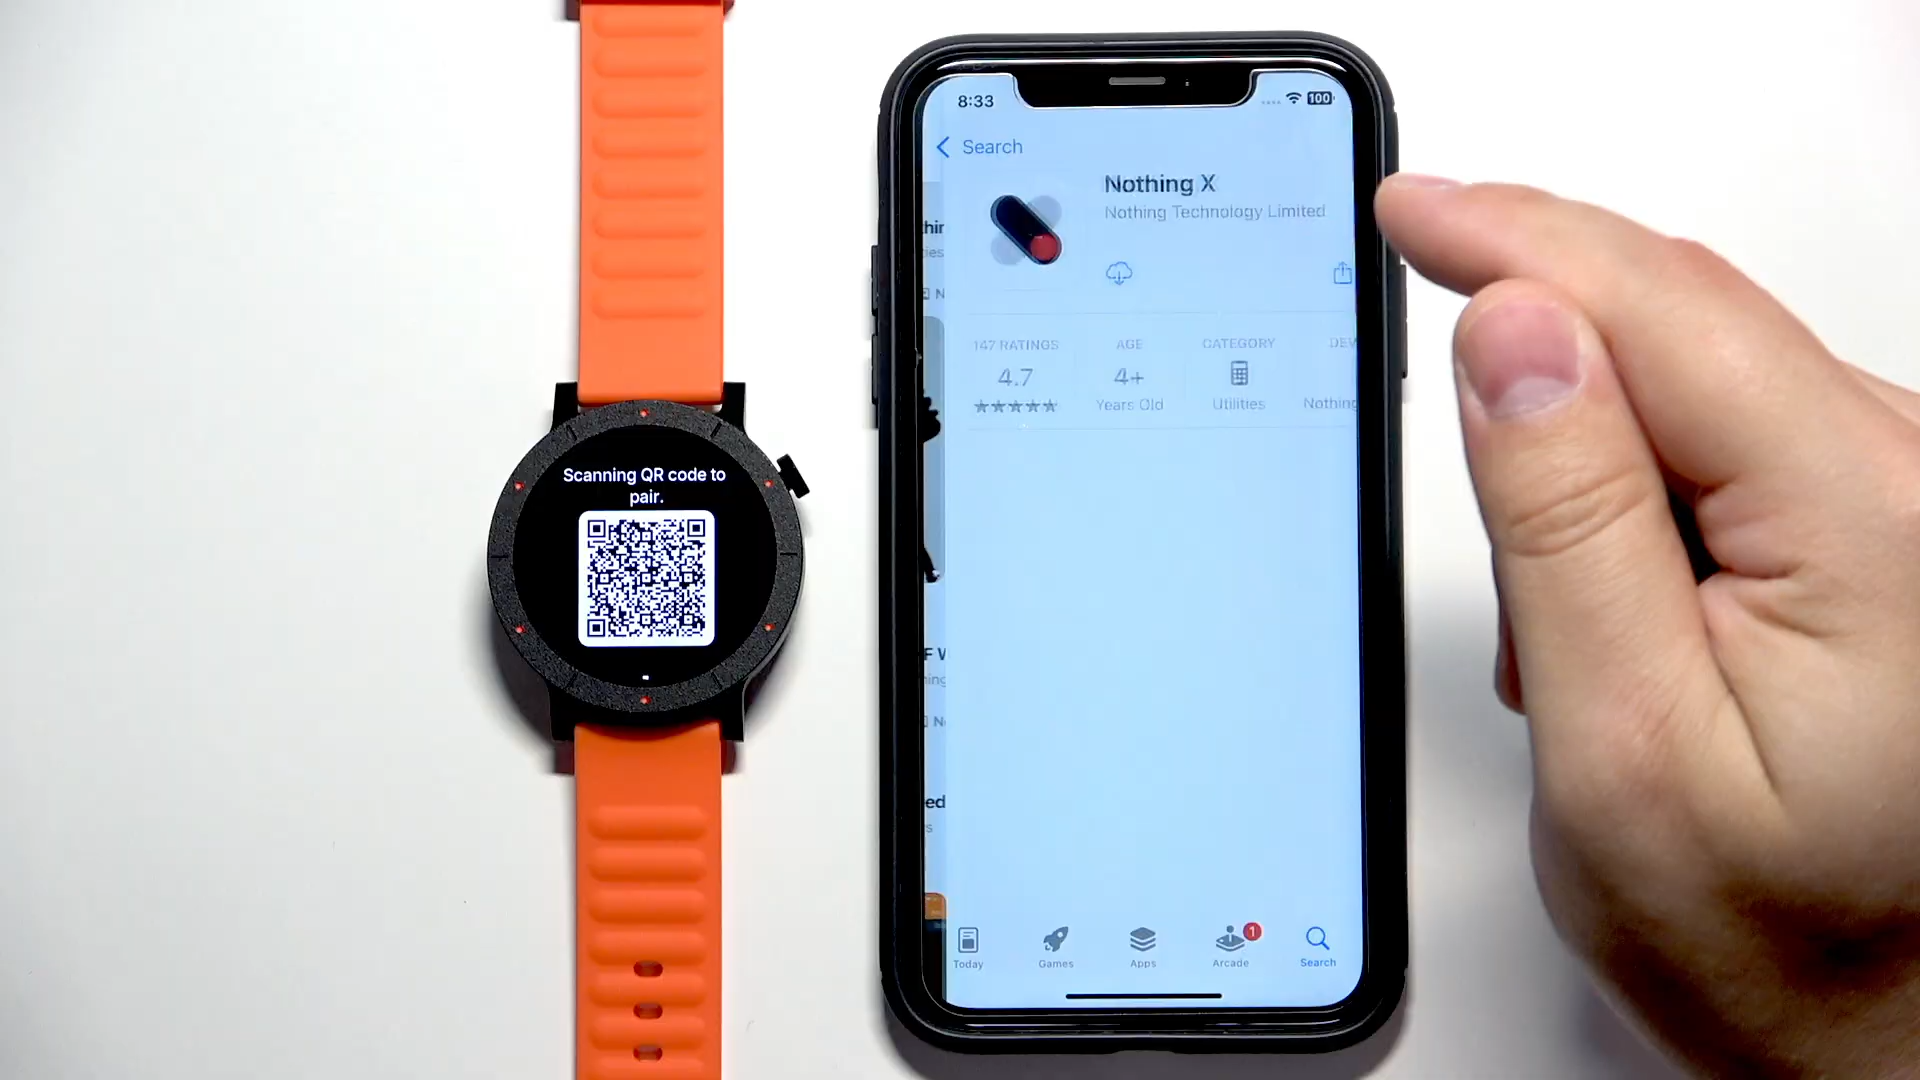 Scanning QR code to
pair.
8:33
100
Search
Nothing X
Nothing Technology Limited
147 RATINGS
AGE
CATEGORY
4.7
4+
Years Old
Utilities
Nothing
Today
Games
Apps
Arcade
1
Search